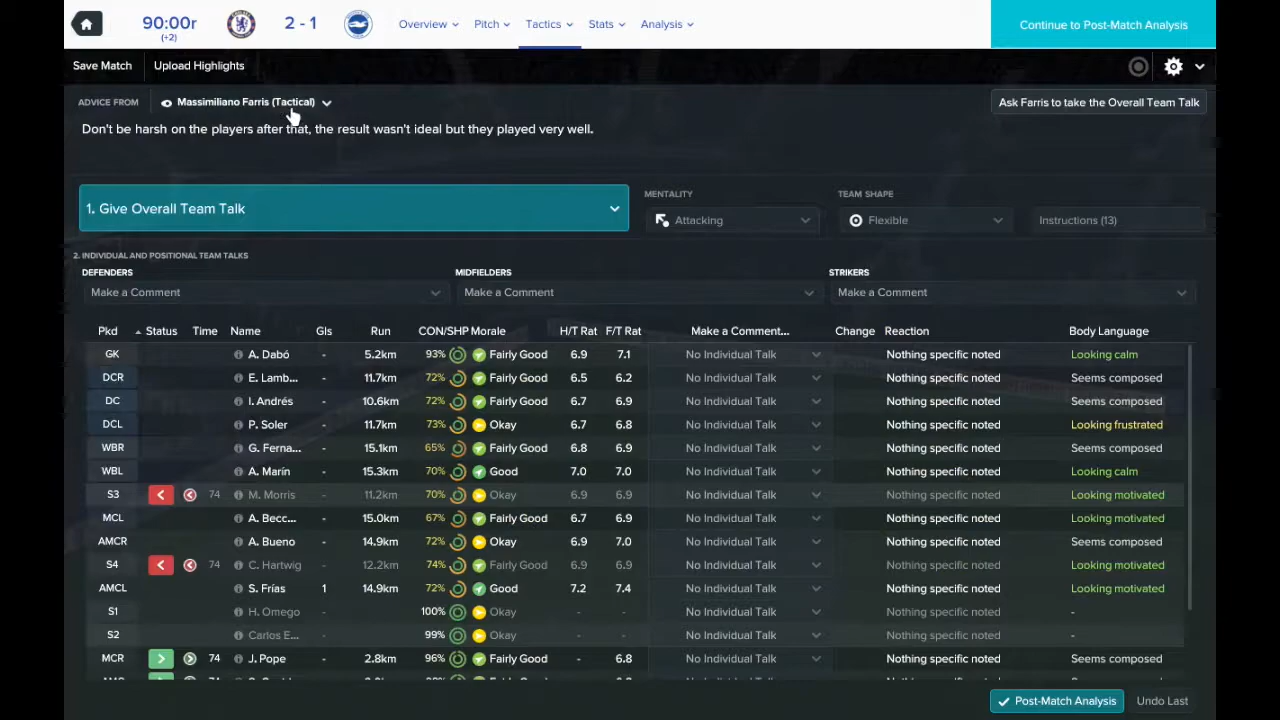 90:00r (+2) 2 - 1 Overview Pitch Tactics Stats Analysis Continue to Post-Match Analysis
Save Match Upload Highlights
ADVICE FROM Massimiliano Farris (Tactical) Ask Farris to take the Overall Team Talk
Don't be harsh on the players after that, the result wasn't ideal but they played very well.
MENTALITY TEAM SHAPE
1. Give Overall Team Talk Attacking Flexible Instructions (13)
2. INDIVIDUAL AND POSITIONAL TEAM TALKS
DEFENDERS MIDFIELDERS STRIKERS
Make a Comment Make a Comment Make a Comment
Pkd Status Time Name Gls Run CON/SHP Morale H/T Rat F/T Rat Make a Comment... Change Reaction Body Language
GK A. Dabó - 5.2km 93% Fairly Good 6.9 7.1 No Individual Talk Nothing specific noted Looking calm
DCR E. Lamb... - 11.7km 72% Fairly Good 6.5 6.2 No Individual Talk Nothing specific noted Seems composed
DC I. Andrés - 10.6km 72% Fairly Good 6.7 6.9 No Individual Talk Nothing specific noted Seems composed
DCL P. Soler - 11.7km 73% Okay 6.7 6.8 No Individual Talk Nothing specific noted Looking frustrated
WBR G. Ferna... - 15.1km 65% Fairly Good 6.8 6.9 No Individual Talk Nothing specific noted Seems composed
WBL A. Marín - 15.3km 70% Good 7.0 7.0 No Individual Talk Nothing specific noted Looking calm
S3 74 M. Morris - 11.2km 70% Okay 6.9 6.9 No Individual Talk Nothing specific noted Looking motivated
MCL A. Becc... - 15.0km 67% Fairly Good 6.7 6.9 No Individual Talk Nothing specific noted Looking motivated
AMCR A. Bueno - 14.9km 72% Okay 6.9 7.0 No Individual Talk Nothing specific noted Seems composed
S4 74 C. Hartwig - 12.2km 74% Fairly Good 6.9 6.9 No Individual Talk Nothing specific noted Looking motivated
AMCL S. Frías 1 14.9km 72% Good 7.2 7.4 No Individual Talk Nothing specific noted Looking motivated
S1 H. Omego - 100% Okay - - No Individual Talk Nothing specific noted -
S2 Carlos E... - 99% Okay - - No Individual Talk Nothing specific noted -
MCR 74 J. Pope - 2.8km 96% Fairly Good - 6.8 No Individual Talk Nothing specific noted Seems composed
Post-Match Analysis Undo Last